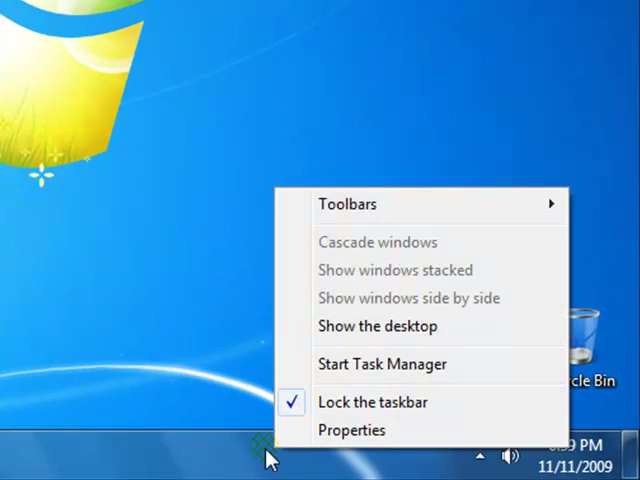 Toolbars
Cascade windows
Show windows stacked
Show windows side by side
Show the desktop
Start Task Manager
Lock the taskbar
Properties
Bin
PM
11/11/2009